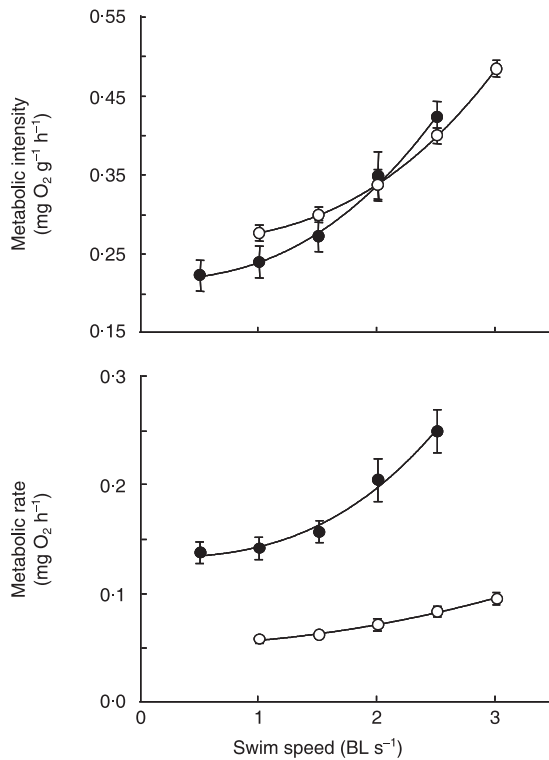 0·55
0·45
0·35
0·25
0·15
Metabolic intensity
(mg O₂ g⁻¹ h⁻¹)
0·3
0·2
0·1
0·0
Metabolic rate
(mg O₂ h⁻¹)
0 1 2 3
Swim speed (BL s⁻¹)